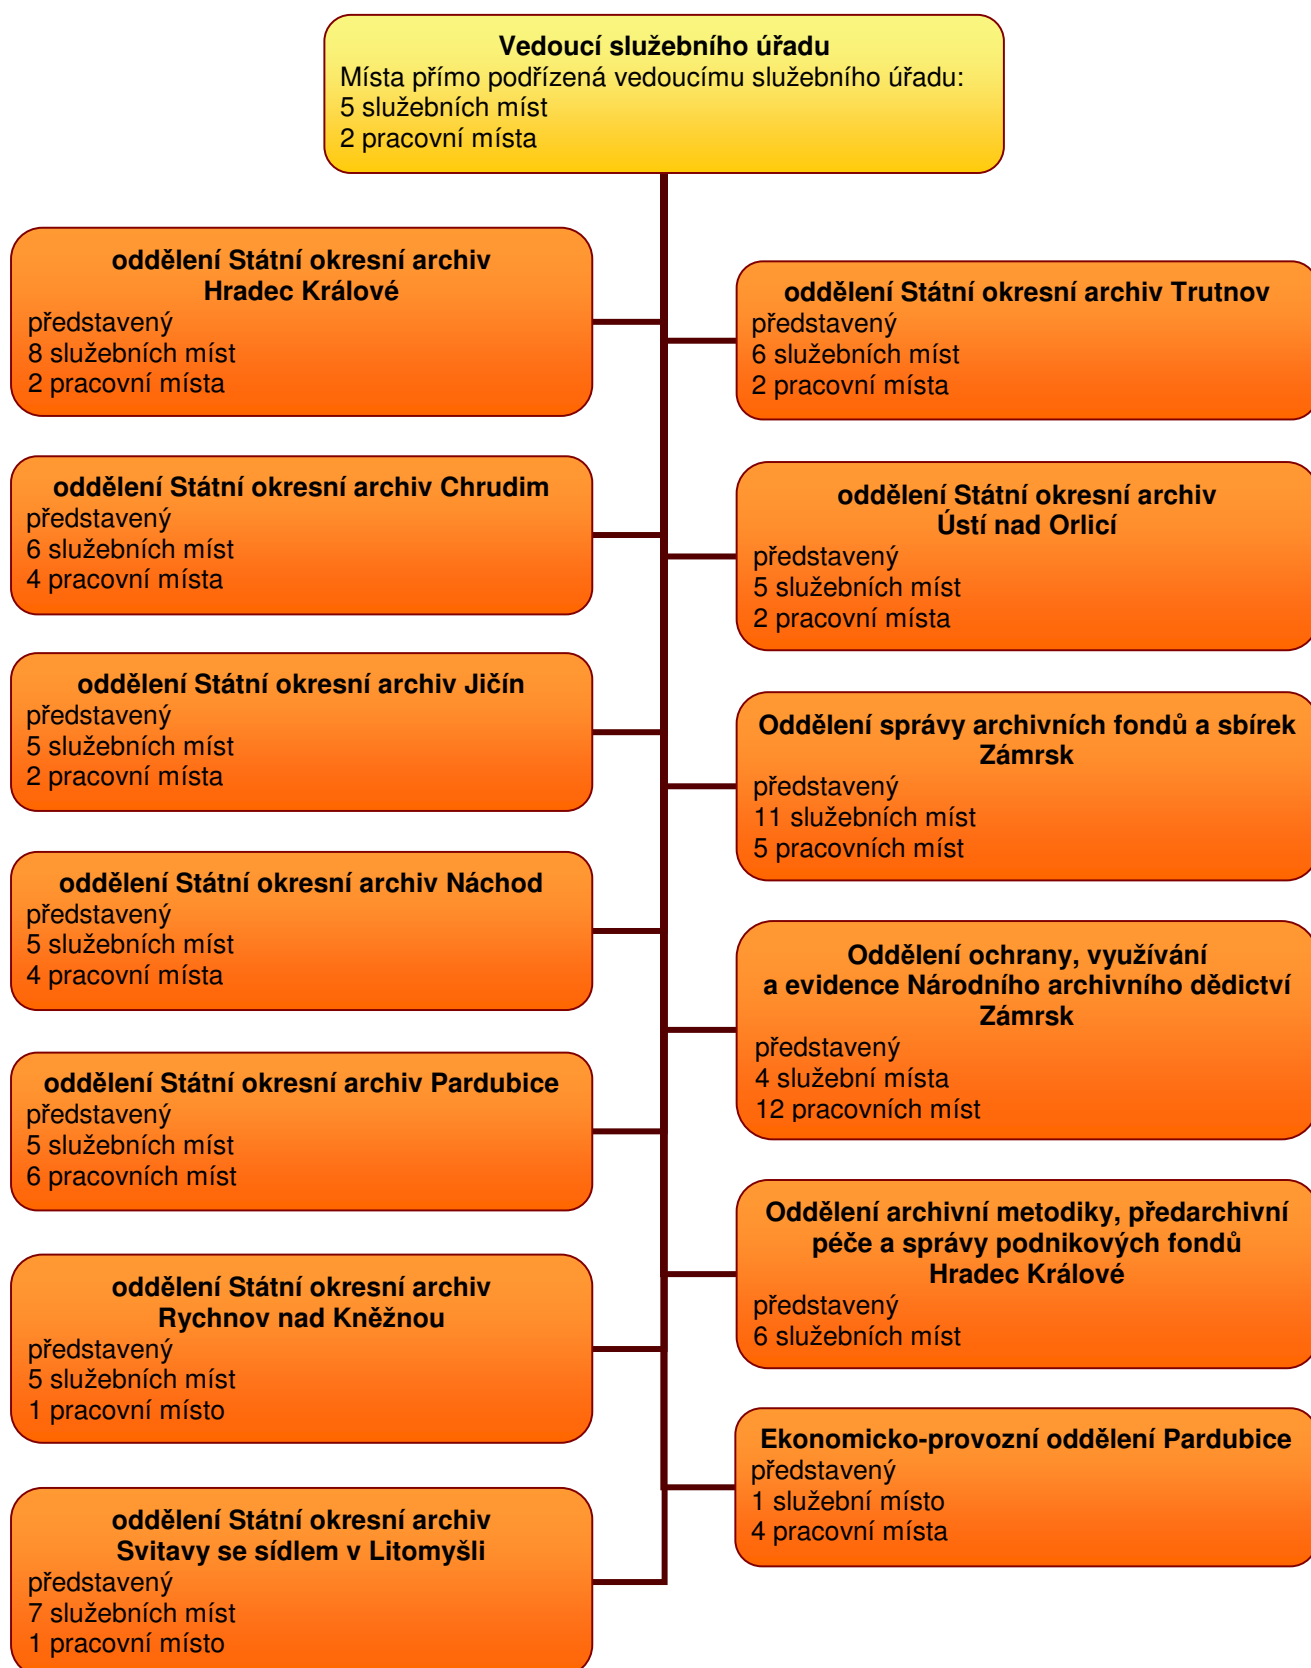 Vedoucí služebního úřadu
Místa přímo podřízená vedoucímu služebního úřadu:
5 služebních míst
2 pracovní místa
oddělení Státní okresní archiv
Hradec Králové
představený
8 služebních míst
2 pracovní místa
oddělení Státní okresní archiv Chrudim
představený
6 služebních míst
4 pracovní místa
oddělení Státní okresní archiv Jičín
představený
5 služebních míst
2 pracovní místa
oddělení Státní okresní archiv Náchod
představený
5 služebních míst
4 pracovní místa
oddělení Státní okresní archiv Pardubice
představený
5 služebních míst
6 pracovních míst
oddělení Státní okresní archiv
Rychnov nad Kněžnou
představený
5 služebních míst
1 pracovní místo
oddělení Státní okresní archiv
Svitavy se sídlem v Litomyšli
představený
7 služebních míst
1 pracovní místo
oddělení Státní okresní archiv Trutnov
představený
6 služebních míst
2 pracovní místa
oddělení Státní okresní archiv
Ústí nad Orlicí
představený
5 služebních míst
2 pracovní místa
Oddělení správy archivních fondů a sbírek
Zámrsk
představený
11 služebních míst
5 pracovních míst
Oddělení ochrany, využívání
a evidence Národního archivního dědictví
Zámrsk
představený
4 služební místa
12 pracovních míst
Oddělení archivní metodiky, předarchivní
péče a správy podnikových fondů
Hradec Králové
představený
6 služebních míst
Ekonomicko-provozní oddělení Pardubice
představený
1 služební místo
4 pracovní místa